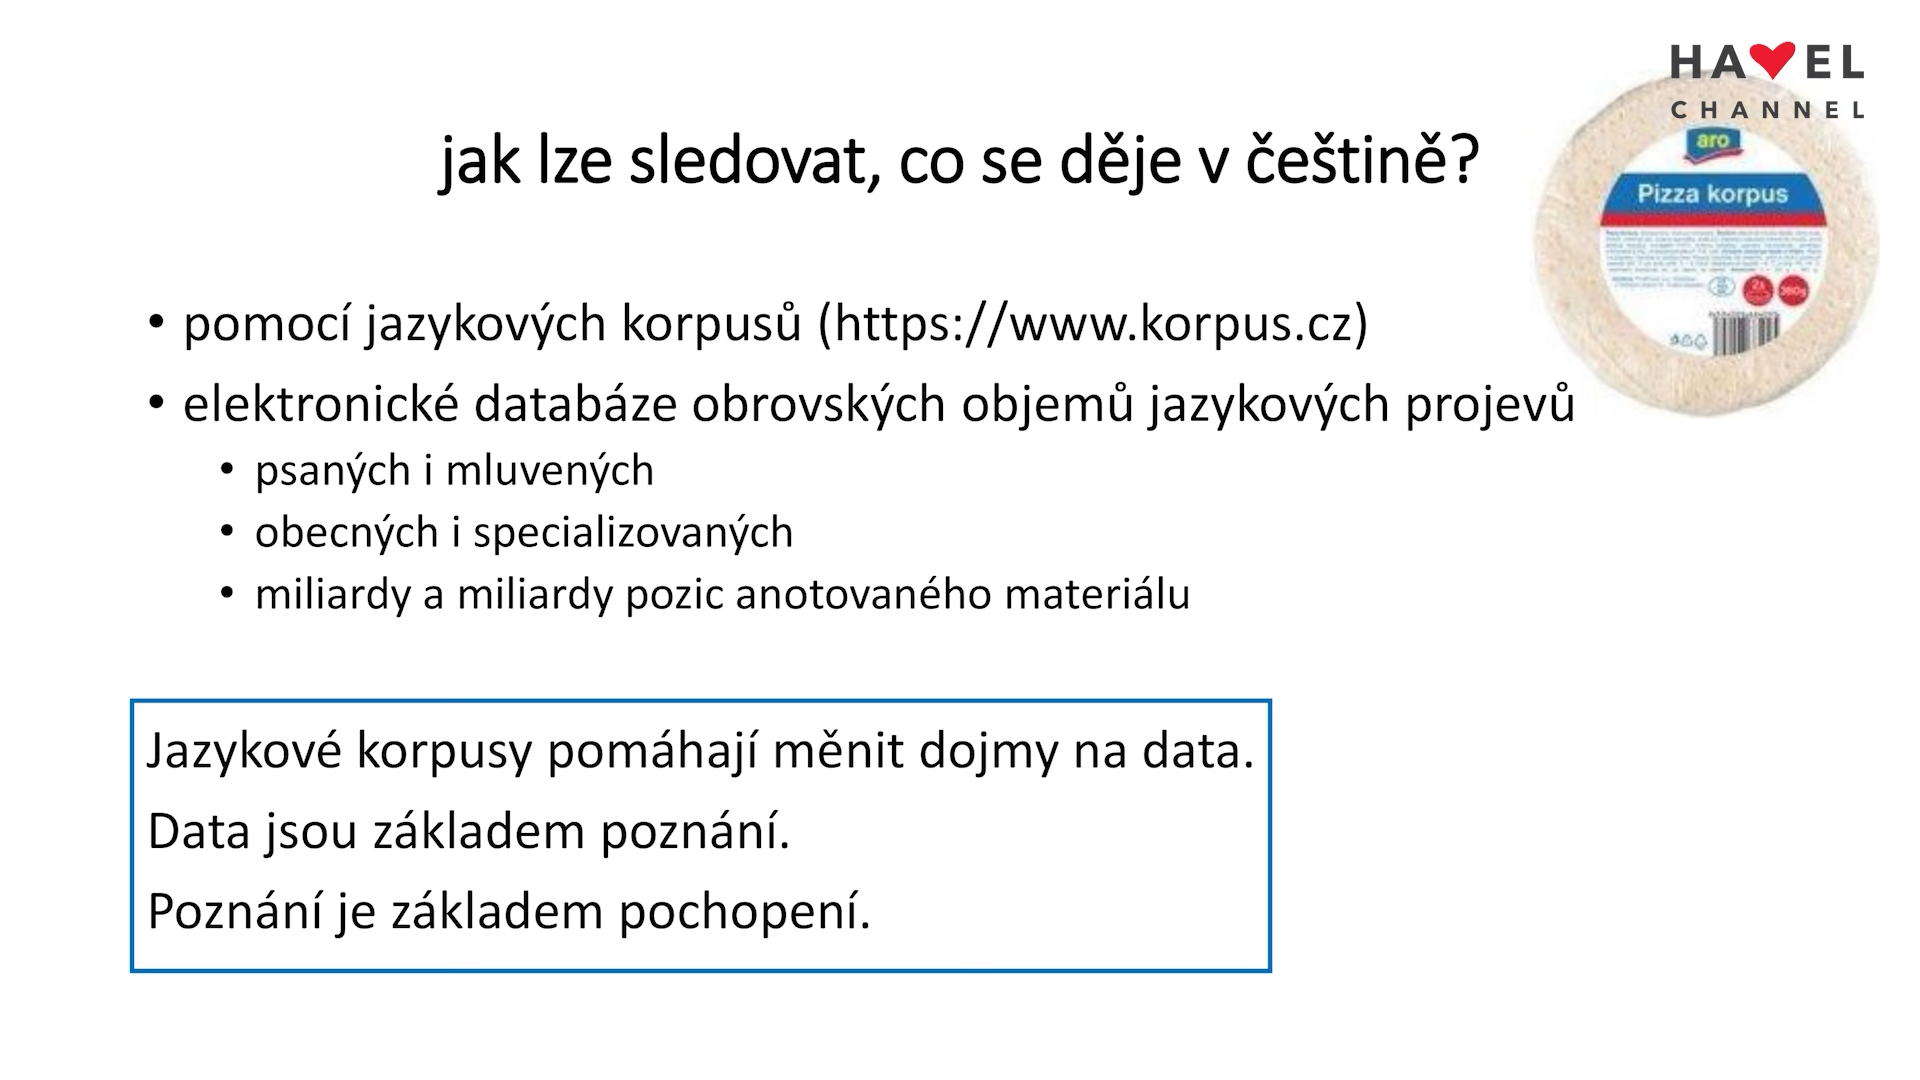 HAVEL
CHANNEL
jak lze sledovat, co se děje v češtině?
aro
Pizza korpus
2x
360g
• pomocí jazykových korpusů (https://www.korpus.cz)
• elektronické databáze obrovských objemů jazykových projevů
• psaných i mluvených
• obecných i specializovaných
• miliardy a miliardy pozic anotovaného materiálu
Jazykové korpusy pomáhají měnit dojmy na data.
Data jsou základem poznání.
Poznání je základem pochopení.